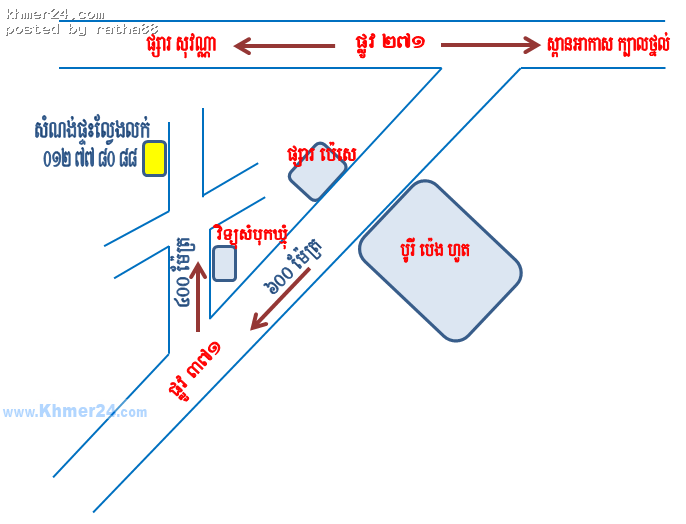 khmer24.com
posted by ratha88
ផ្សារ សុវណ្ណា
ផ្លូវ ២៧១
ស្ពានអាកាស ក្បាលថ្នល់
សំណង់ផ្ទះល្វែងលក់
០១២ ៧៧ ៨០ ៨៨
ផ្សារ ប៉េសេ
វិទ្យុសំបុកឃ្មុំ
បូរី ប៉េង ហួត
៤០០ ម៉ែត្រ
៦០០ ម៉ែត្រ
ផ្លូវ ៣៧១
www.Khmer24.com